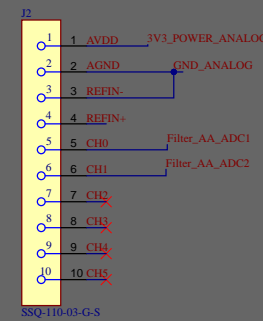 J2
1 1 AVDD 3V3_POWER_ANALOG
2 2 AGND GND_ANALOG
3 3 REFIN-
4 4 REFIN+
5 5 CH0 Filter_AA_ADC1
6 6 CH1 Filter_AA_ADC2
7 7 CH2
8 8 CH3
9 9 CH4
10 10 CH5
SSQ-110-03-G-S